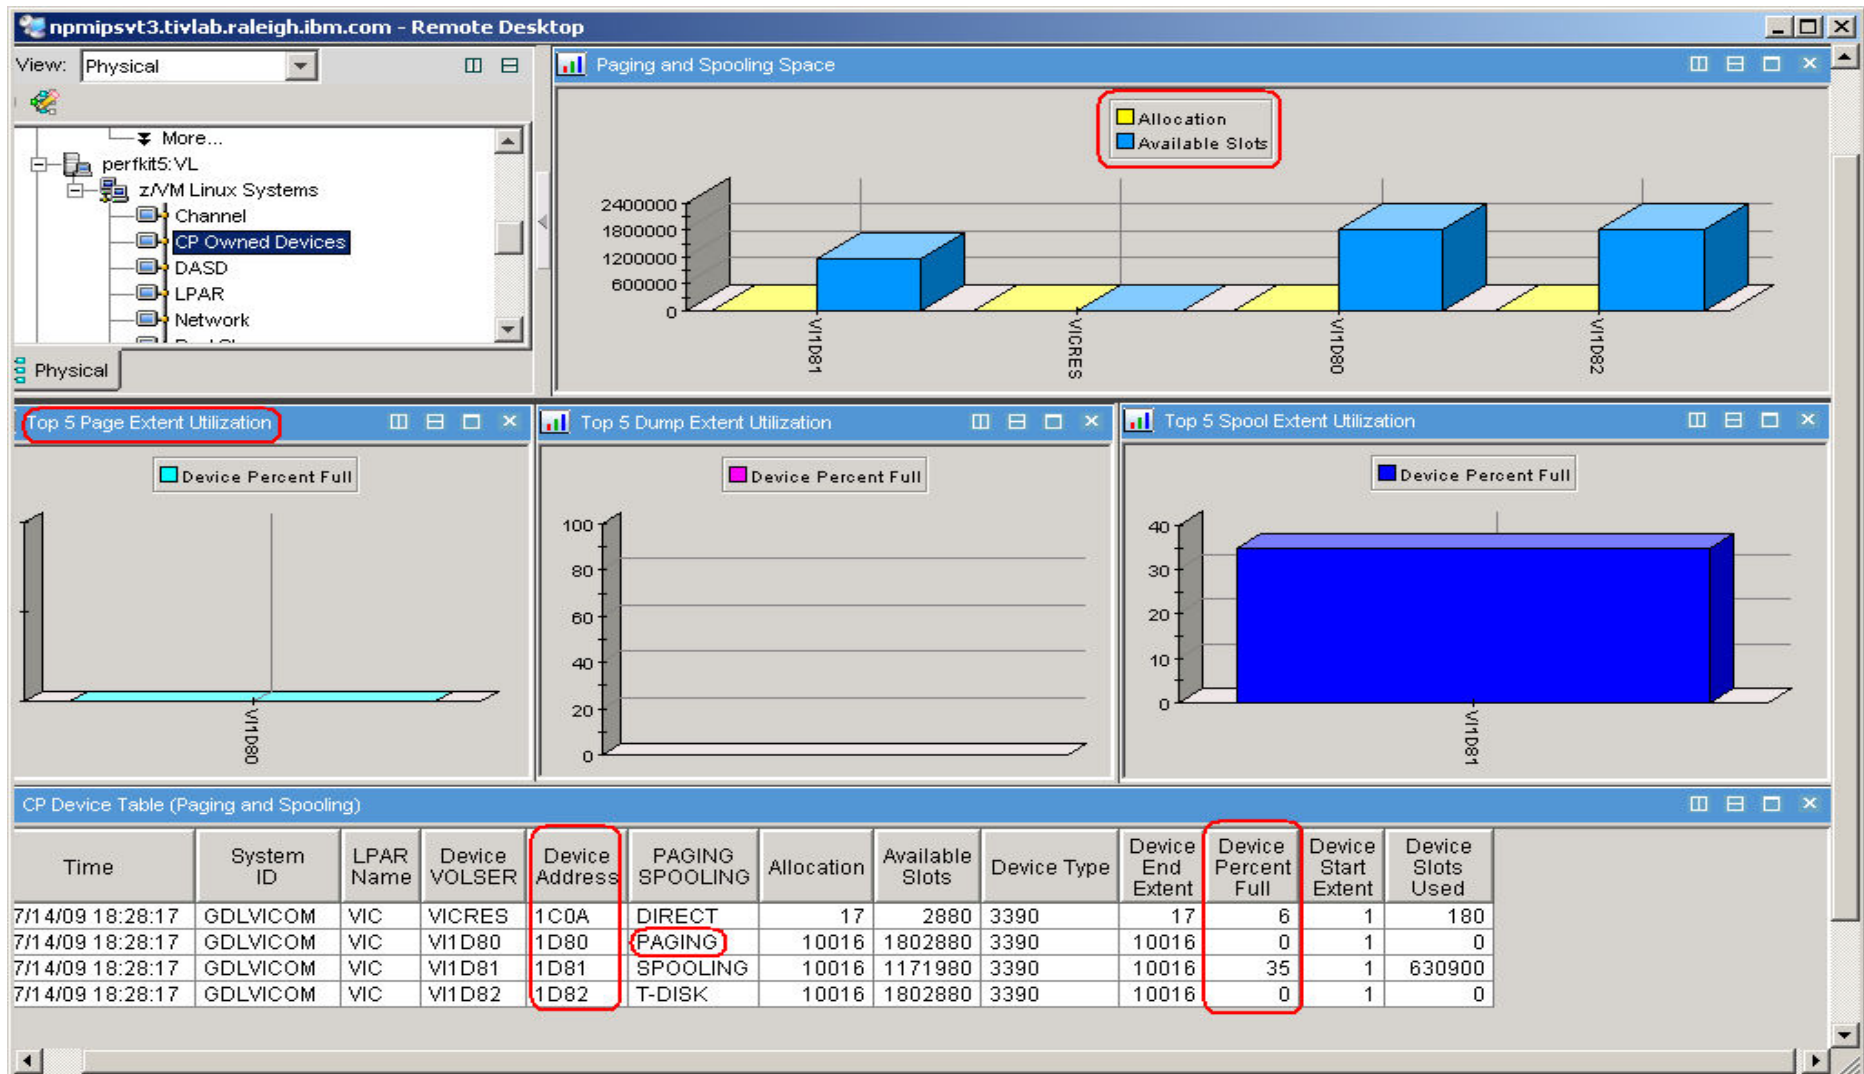 npmipsvt3.tivlab.raleigh.ibm.com - Remote Desktop
View: Physical
More...
perfkit5:VL
z/VM Linux Systems
Channel
CP Owned Devices
DASD
LPAR
Network
Physical
Paging and Spooling Space
Allocation
Available Slots
2400000
1800000
1200000
600000
0
VI1D81
VICRES
VI1D80
VI1D82
Top 5 Page Extent Utilization
Device Percent Full
VI1D80
Top 5 Dump Extent Utilization
Device Percent Full
100
80
60
40
20
0
Top 5 Spool Extent Utilization
Device Percent Full
40
30
20
10
0
VI1D81
CP Device Table (Paging and Spooling)
Time System ID LPAR Name Device VOLSER Device Address PAGING SPOOLING Allocation Available Slots Device Type Device End Extent Device Percent Full Device Start Extent Device Slots Used
7/14/09 18:28:17 GDLVICOM VIC VICRES 1C0A DIRECT 17 2880 3390 17 6 1 180
7/14/09 18:28:17 GDLVICOM VIC VI1D80 1D80 PAGING 10016 1802880 3390 10016 0 1 0
7/14/09 18:28:17 GDLVICOM VIC VI1D81 1D81 SPOOLING 10016 1171980 3390 10016 35 1 630900
7/14/09 18:28:17 GDLVICOM VIC VI1D82 1D82 T-DISK 10016 1802880 3390 10016 0 1 0